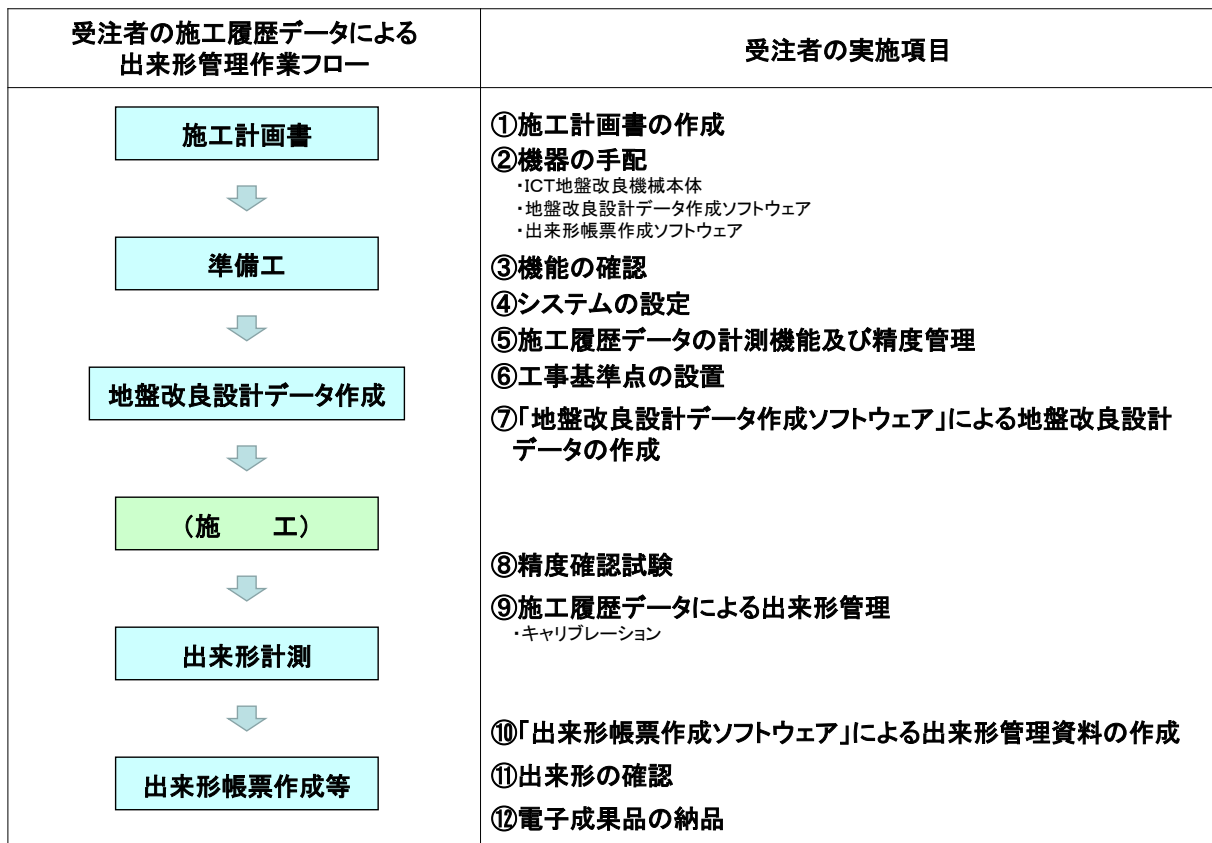 受注者の施工履歴データによる
出来形管理作業フロー
受注者の実施項目
施工計画書
準備工
地盤改良設計データ作成
（施　　工）
出来形計測
出来形帳票作成等
①施工計画書の作成
②機器の手配
・ICT地盤改良機械本体
・地盤改良設計データ作成ソフトウェア
・出来形帳票作成ソフトウェア
③機能の確認
④システムの設定
⑤施工履歴データの計測機能及び精度管理
⑥工事基準点の設置
⑦「地盤改良設計データ作成ソフトウェア」による地盤改良設計
データの作成
⑧精度確認試験
⑨施工履歴データによる出来形管理
・キャリブレーション
⑩「出来形帳票作成ソフトウェア」による出来形管理資料の作成
⑪出来形の確認
⑫電子成果品の納品